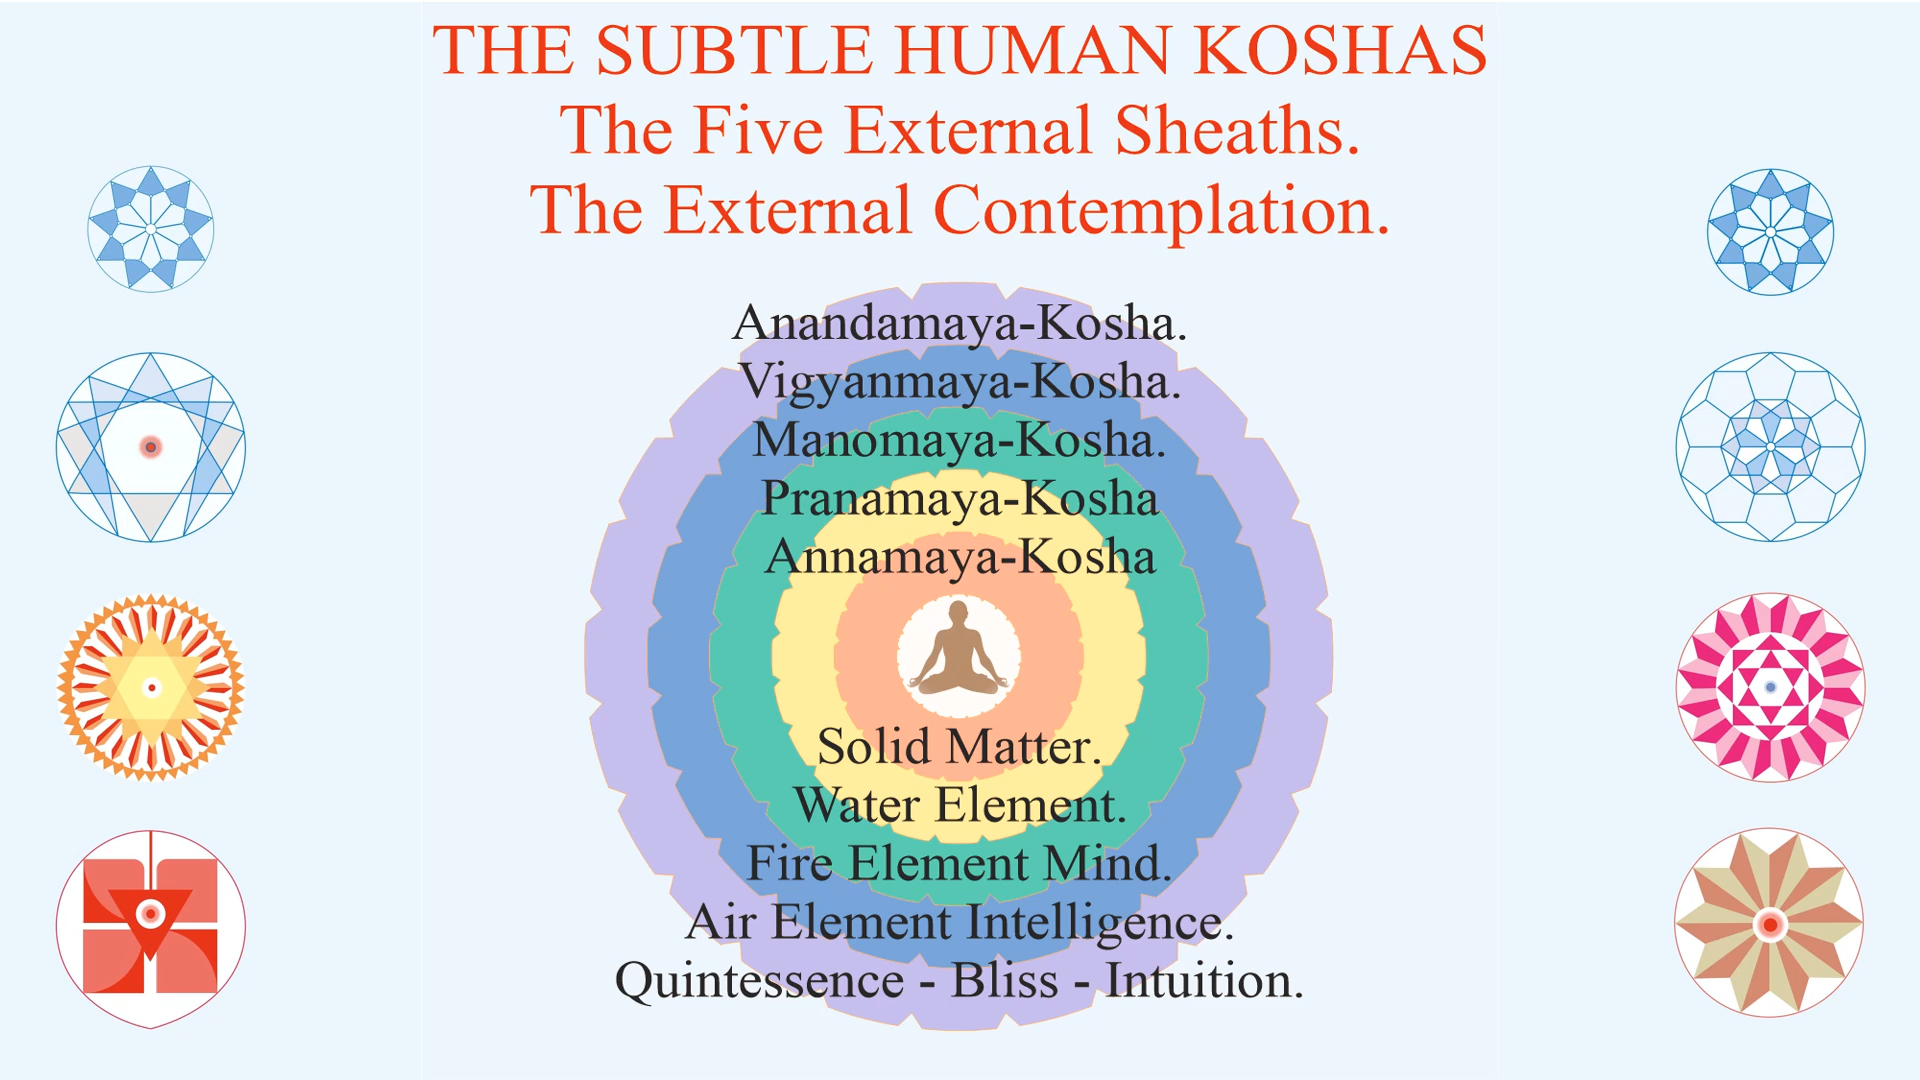 THE SUBTLE HUMAN KOSHAS
The Five External Sheaths.
The External Contemplation.
Anandamaya-Kosha.
Vigyanmaya-Kosha.
Manomaya-Kosha.
Pranamaya-Kosha
Annamaya-Kosha
Solid Matter.
Water Element.
Fire Element Mind.
Air Element Intelligence.
Quintessence - Bliss - Intuition.